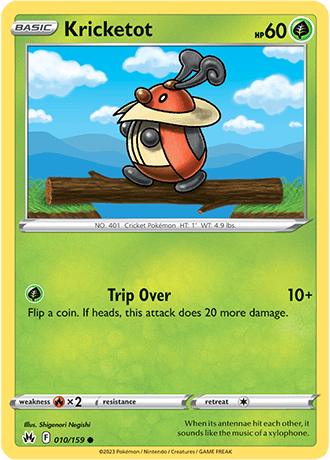 BASIC Kricketot HP 60
NO. 401 Cricket Pokémon HT: 1' WT: 4.9 lbs.
Trip Over 10+
Flip a coin. If heads, this attack does 20 more damage.
weakness ×2 resistance retreat
Illus. Shigenori Negishi
F 010/159
When its antennae hit each other, it
sounds like the music of a xylophone.
©2023 Pokémon / Nintendo / Creatures / GAME FREAK